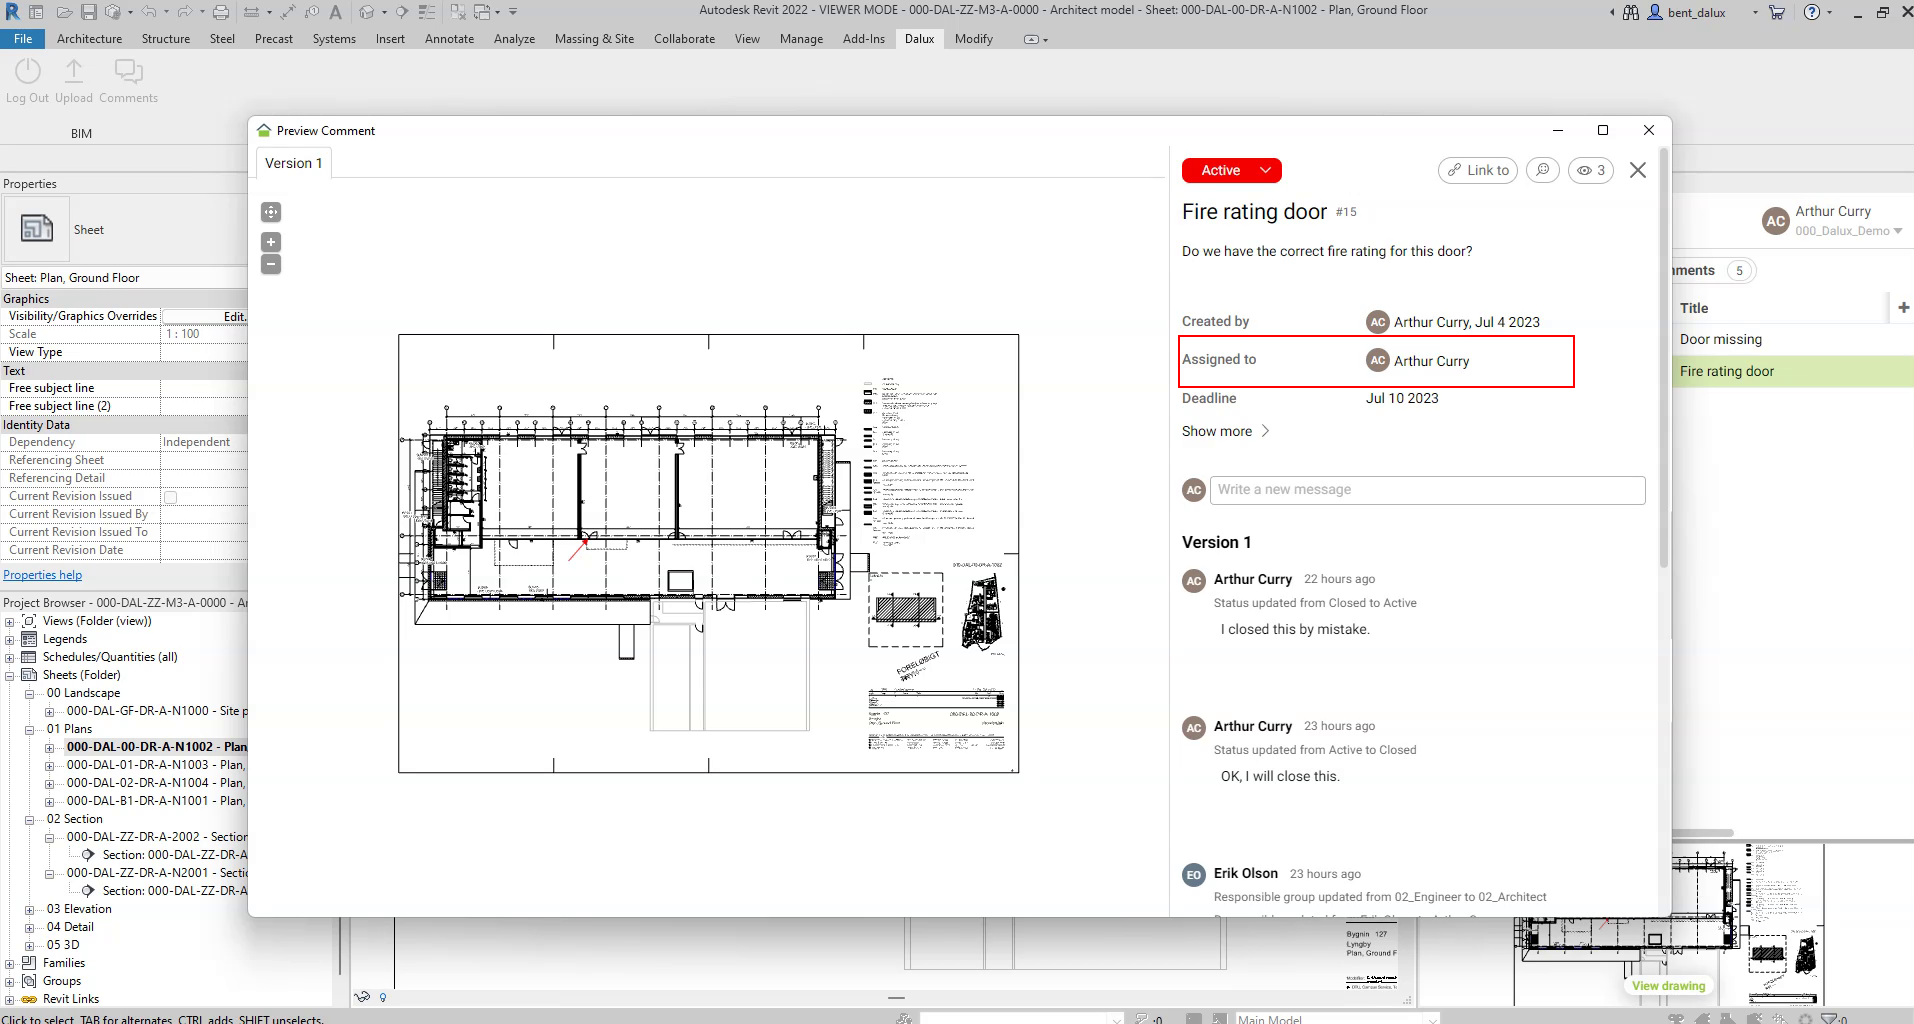 Autodesk Revit 2022 - VIEWER MODE - 000-DAL-ZZ-M3-A-0000 - Architect model - Sheet: 000-DAL-00-DR-A-N1002 - Plan, Ground Floor
bent_dalux
File Architecture Structure Steel Precast Systems Insert Annotate Analyze Massing & Site Collaborate View Manage Add-Ins Dalux Modify
Log Out Upload Comments
BIM
Properties
Sheet
Sheet: Plan, Ground Floor
Graphics
Visibility/Graphics Overrides Edit.
Scale 1 : 100
View Type
Text
Free subject line
Free subject line (2)
Identity Data
Dependency Independent
Referencing Sheet
Referencing Detail
Current Revision Issued
Current Revision Issued By
Current Revision Issued To
Current Revision Date
Properties help
Project Browser - 000-DAL-ZZ-M3-A-0000 - Ar
Views (Folder (view))
Legends
Schedules/Quantities (all)
Sheets (Folder)
00 Landscape
000-DAL-GF-DR-A-N1000 - Site p
01 Plans
000-DAL-00-DR-A-N1002 - Plan,
000-DAL-01-DR-A-N1003 - Plan,
000-DAL-02-DR-A-N1004 - Plan,
000-DAL-B1-DR-A-N1001 - Plan,
02 Section
000-DAL-ZZ-DR-A-2002 - Section
Section: 000-DAL-ZZ-DR-A
000-DAL-ZZ-DR-A-N2001 - Sectio
Section: 000-DAL-ZZ-DR-A
03 Elevation
04 Detail
05 3D
Families
Groups
Revit Links
Click to select, TAB for alternates, CTRL adds, SHIFT unselects.
Preview Comment
Version 1
FORELØBIGT
Active
Link to
3
Fire rating door #15
Do we have the correct fire rating for this door?
Created by AC Arthur Curry, Jul 4 2023
Assigned to AC Arthur Curry
Deadline Jul 10 2023
Show more
AC Write a new message
Version 1
AC Arthur Curry 22 hours ago
Status updated from Closed to Active
I closed this by mistake.
AC Arthur Curry 23 hours ago
Status updated from Active to Closed
OK, I will close this.
EO Erik Olson 23 hours ago
Responsible group updated from 02_Engineer to 02_Architect
AC Arthur Curry
000_Dalux_Demo
ments 5
Title
Door missing
Fire rating door
Bygnin 127
Lyngby
Plan, Ground F
View drawing
:0 Main Model :0